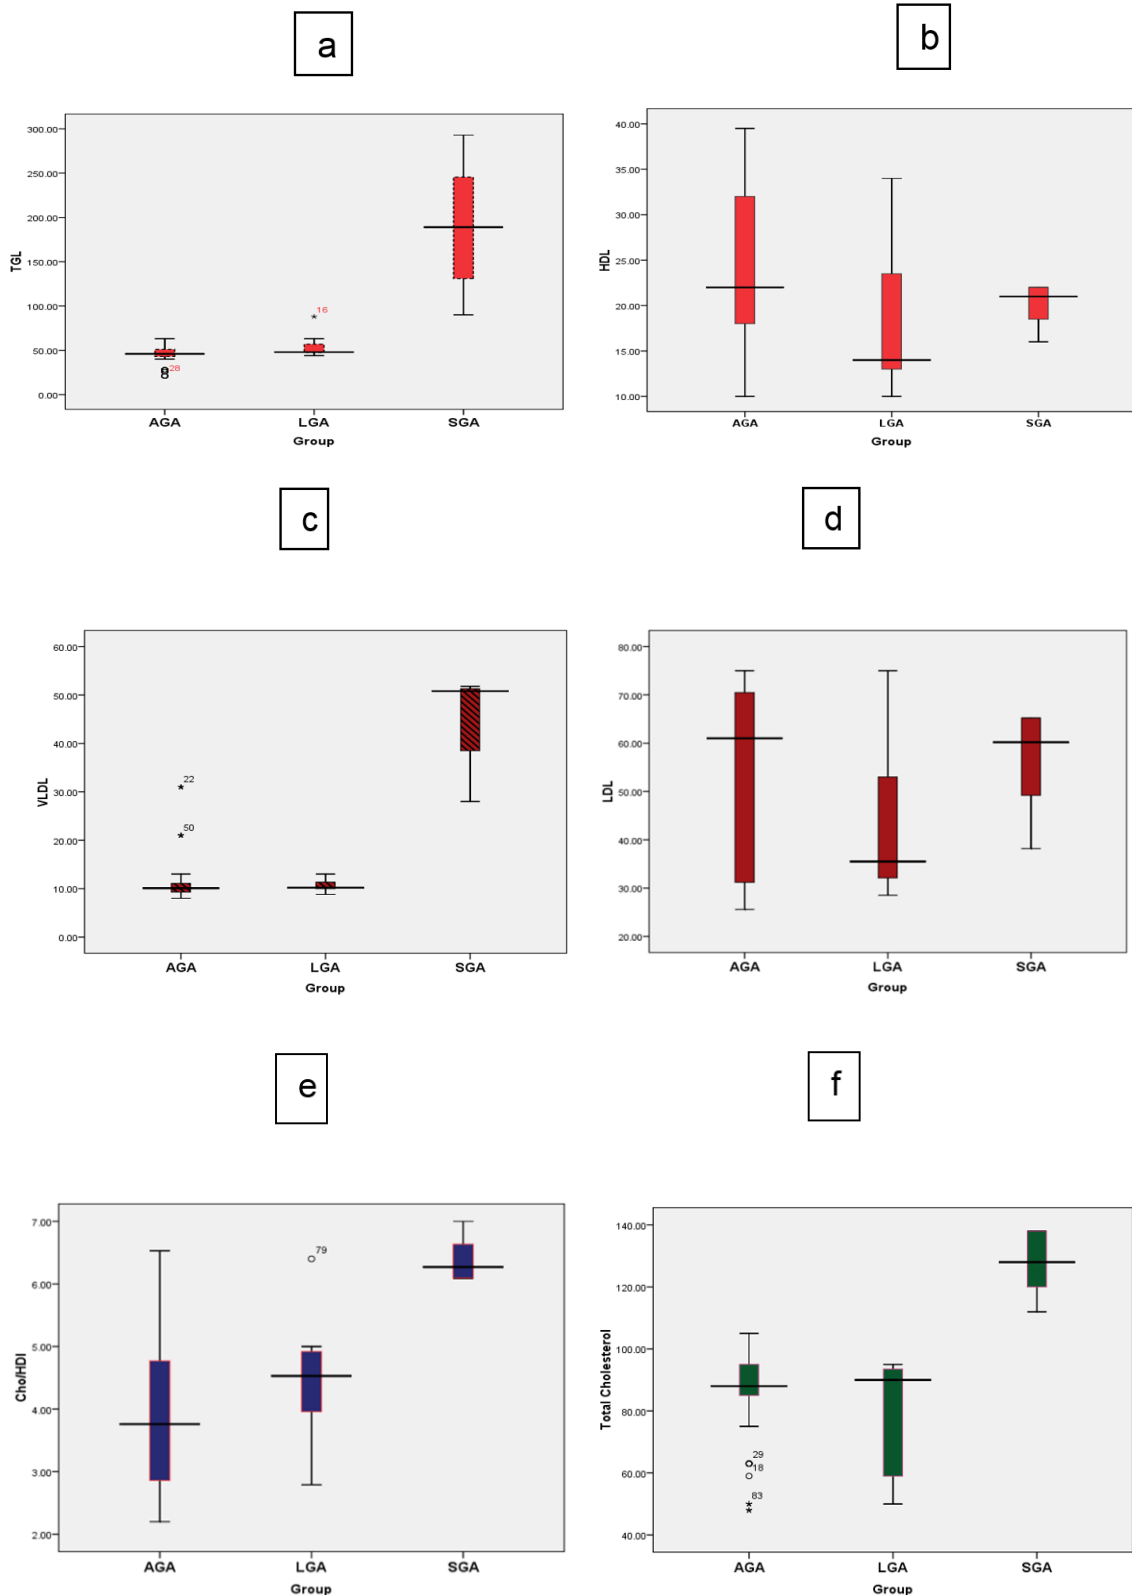 a
b
300.00
250.00
200.00
150.00
100.00
50.00
0.00
TGL
16
28
AGA LGA SGA
Group
40.00
35.00
30.00
25.00
20.00
15.00
10.00
HDL
AGA LGA SGA
Group
c
d
60.00
50.00
40.00
30.00
20.00
10.00
0.00
VLDL
22
50
AGA LGA SGA
Group
80.00
70.00
60.00
50.00
40.00
30.00
20.00
LDL
AGA LGA SGA
Group
e
f
7.00
6.00
5.00
4.00
3.00
2.00
Chol/HDl
79
AGA LGA SGA
Group
140.00
120.00
100.00
80.00
60.00
40.00
Total Cholesterol
29
18
83
AGA LGA SGA
Group